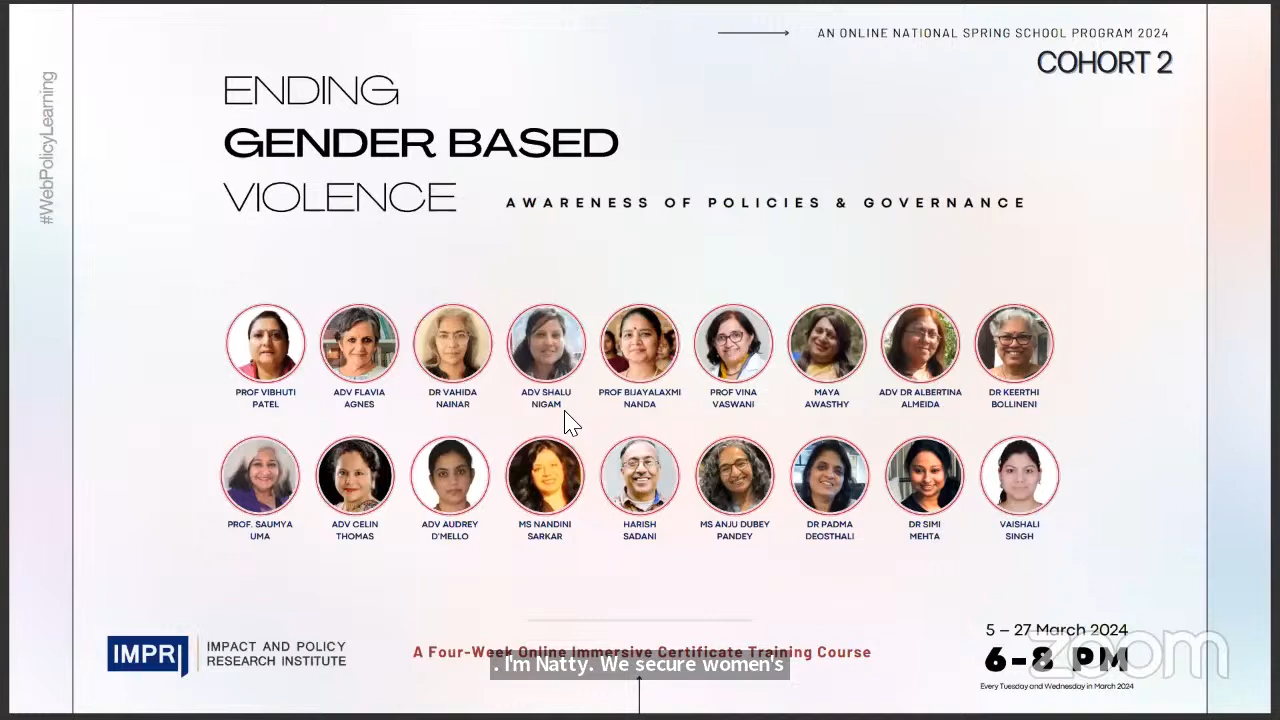 #WebPolicyLearning
AN ONLINE NATIONAL SPRING SCHOOL PROGRAM 2024
COHORT 2
ENDING
GENDER BASED
VIOLENCE
AWARENESS OF POLICIES & GOVERNANCE
PROF VIBHUTI
PATEL
ADV FLAVIA
AGNES
DR VAHIDA
NAINAR
ADV SHALU
NIGAM
PROF BIJAYALAXMI
NANDA
PROF VINA
VASWANI
MAYA
AWASTHY
ADV DR ALBERTINA
ALMEIDA
DR KEERTHI
BOLLINENI
PROF. SAUMYA
UMA
ADV CELIN
THOMAS
ADV AUDREY
D'MELLO
MS NANDINI
SARKAR
HARISH
SADANI
MS ANJU DUBEY
PANDEY
DR PADMA
DEOSTHALI
DR SIMI
MEHTA
VAISHALI
SINGH
IMPRI
IMPACT AND POLICY
RESEARCH INSTITUTE
A Four-Week Online Immersive Certificate Training Course
. I'm Natty. We secure women's
5 – 27 March 2024
6-8 PM
Every Tuesday and Wednesday in March 2024
zoom